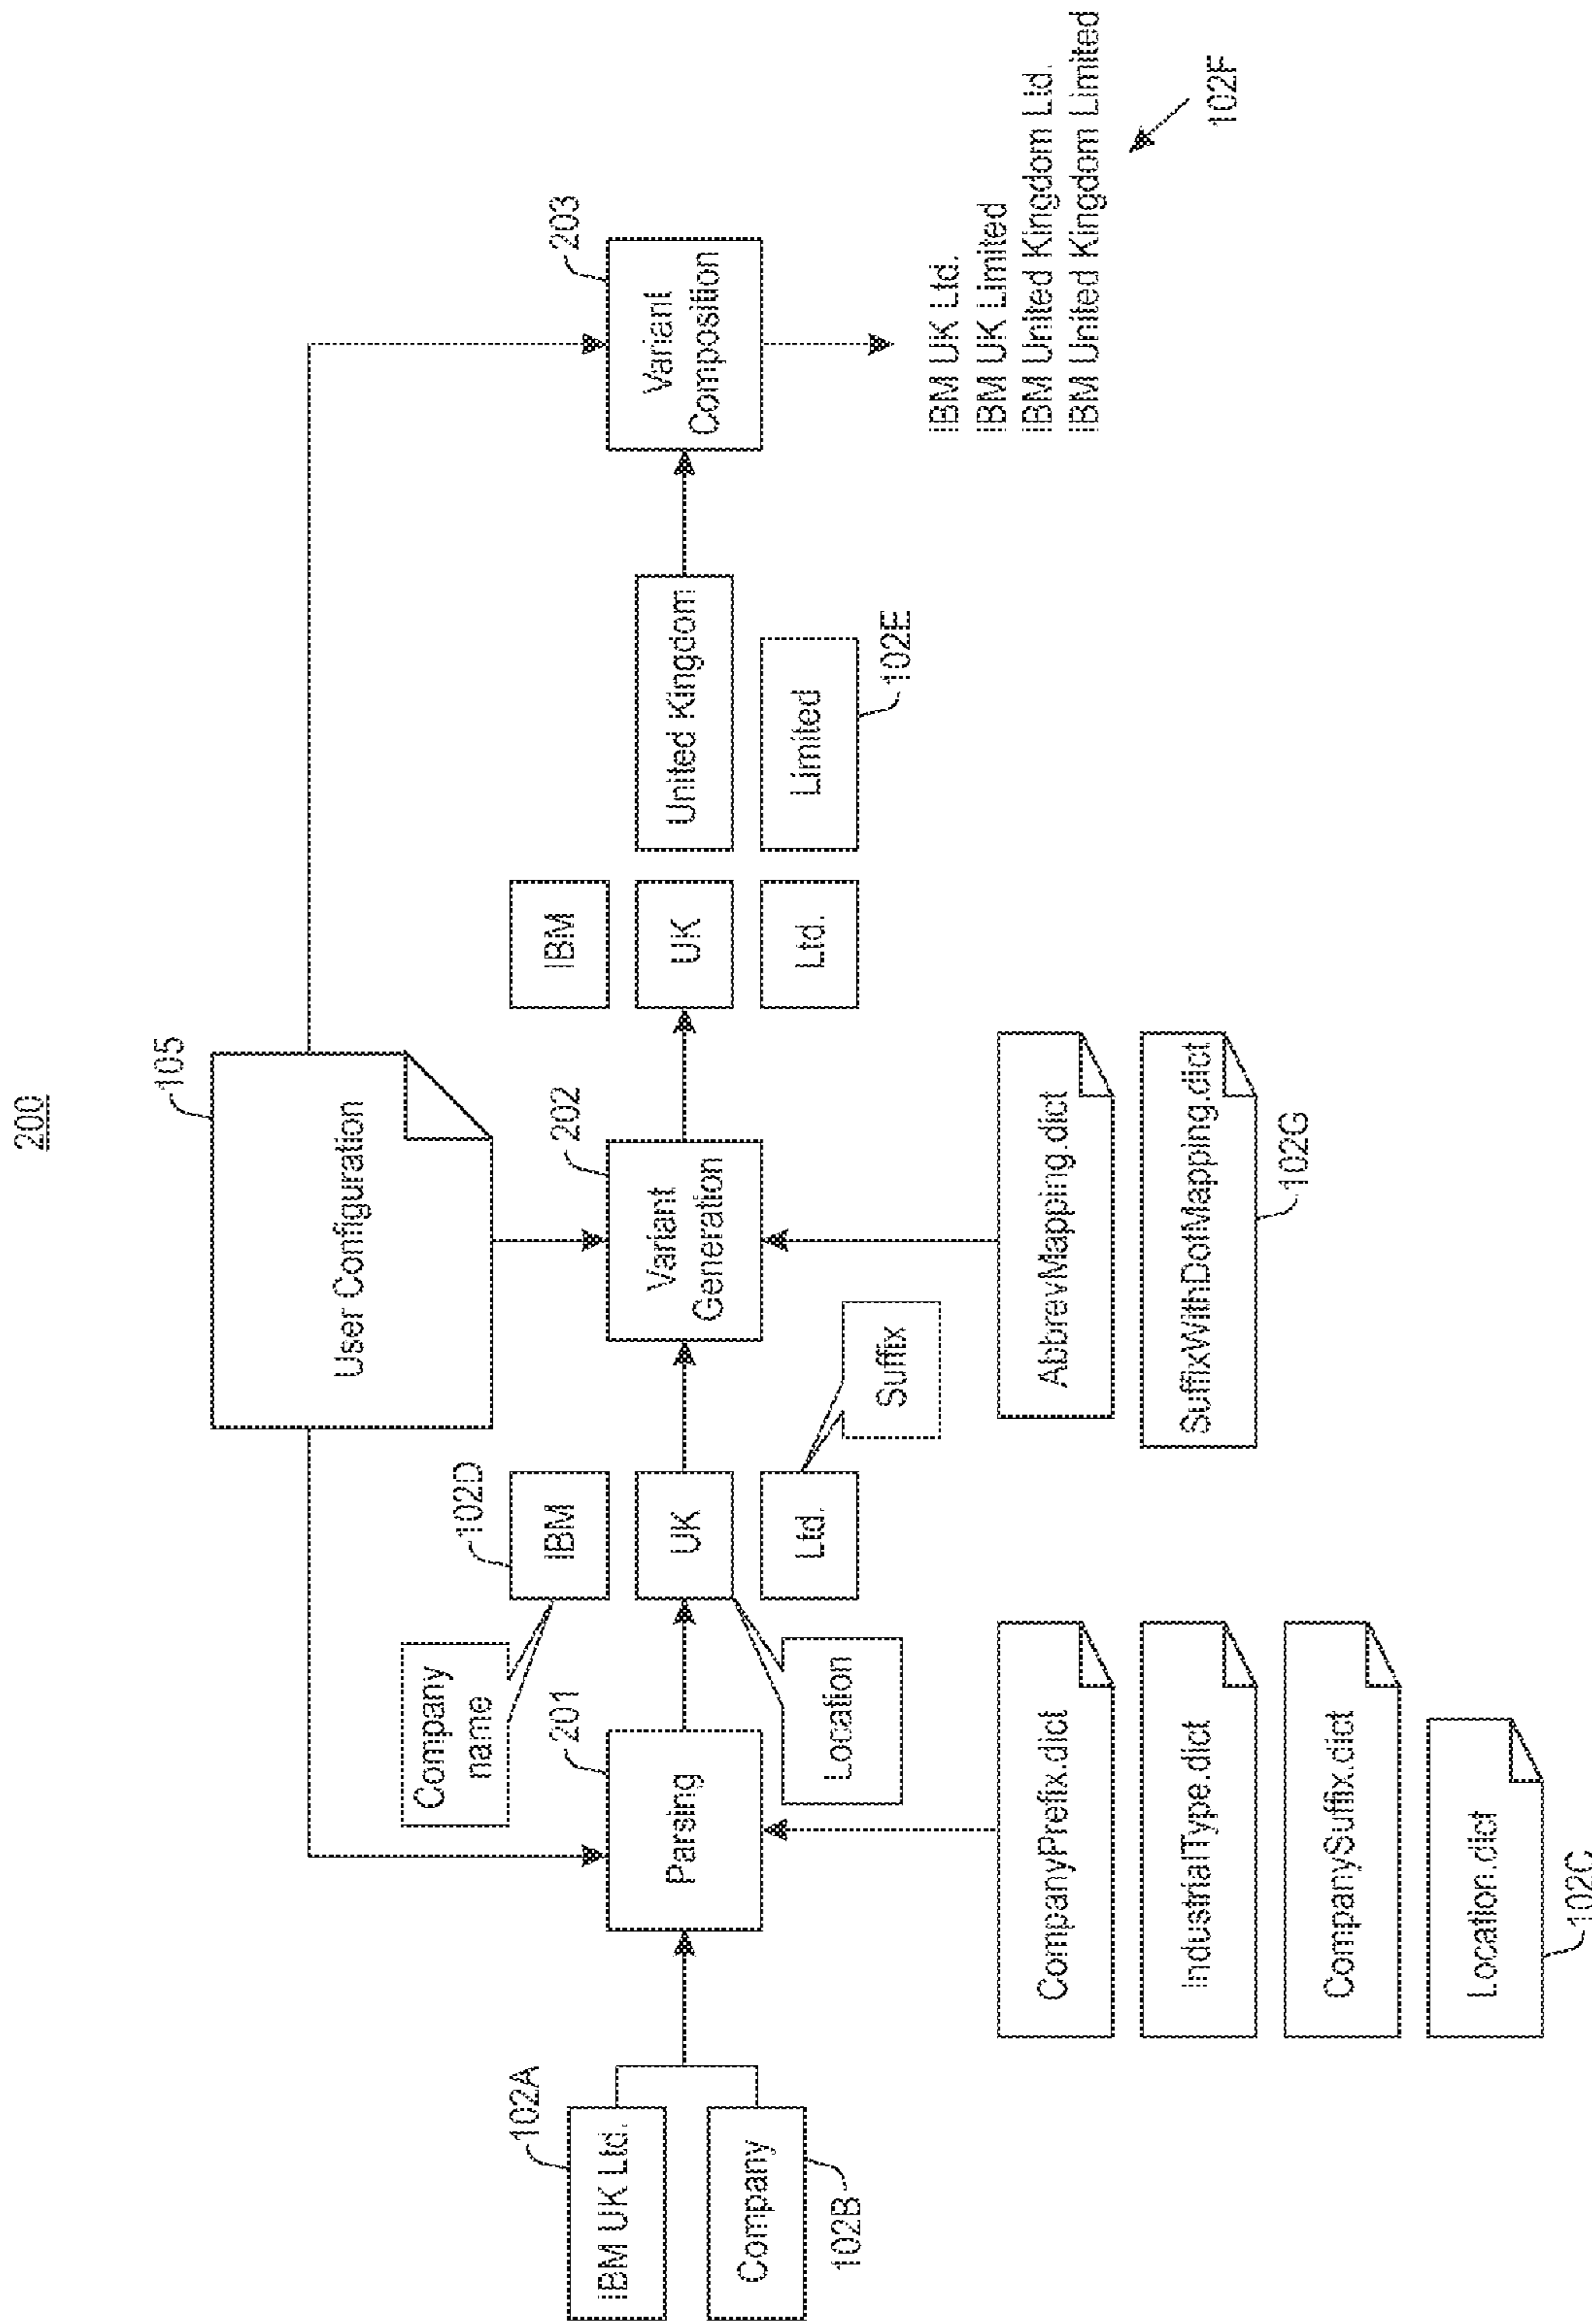 200
105
User Configuration
102A
IBM UK Ltd.
Company
102B
201
Parsing
CompanyPrefix.dict
IndustrialType.dict
CompanySuffix.dict
Location.dict
102C
Company
name
102D
IBM
UK
Ltd.
Location
Suffix
202
Variant
Generation
AbbrevMapping.dict
SuffixWithDotMapping.dict
102G
IBM
UK
Ltd.
United Kingdom
Limited
102E
203
Variant
Composition
IBM UK Ltd.
IBM UK Limited
IBM United Kingdom Ltd.
IBM United Kingdom Limited
102F